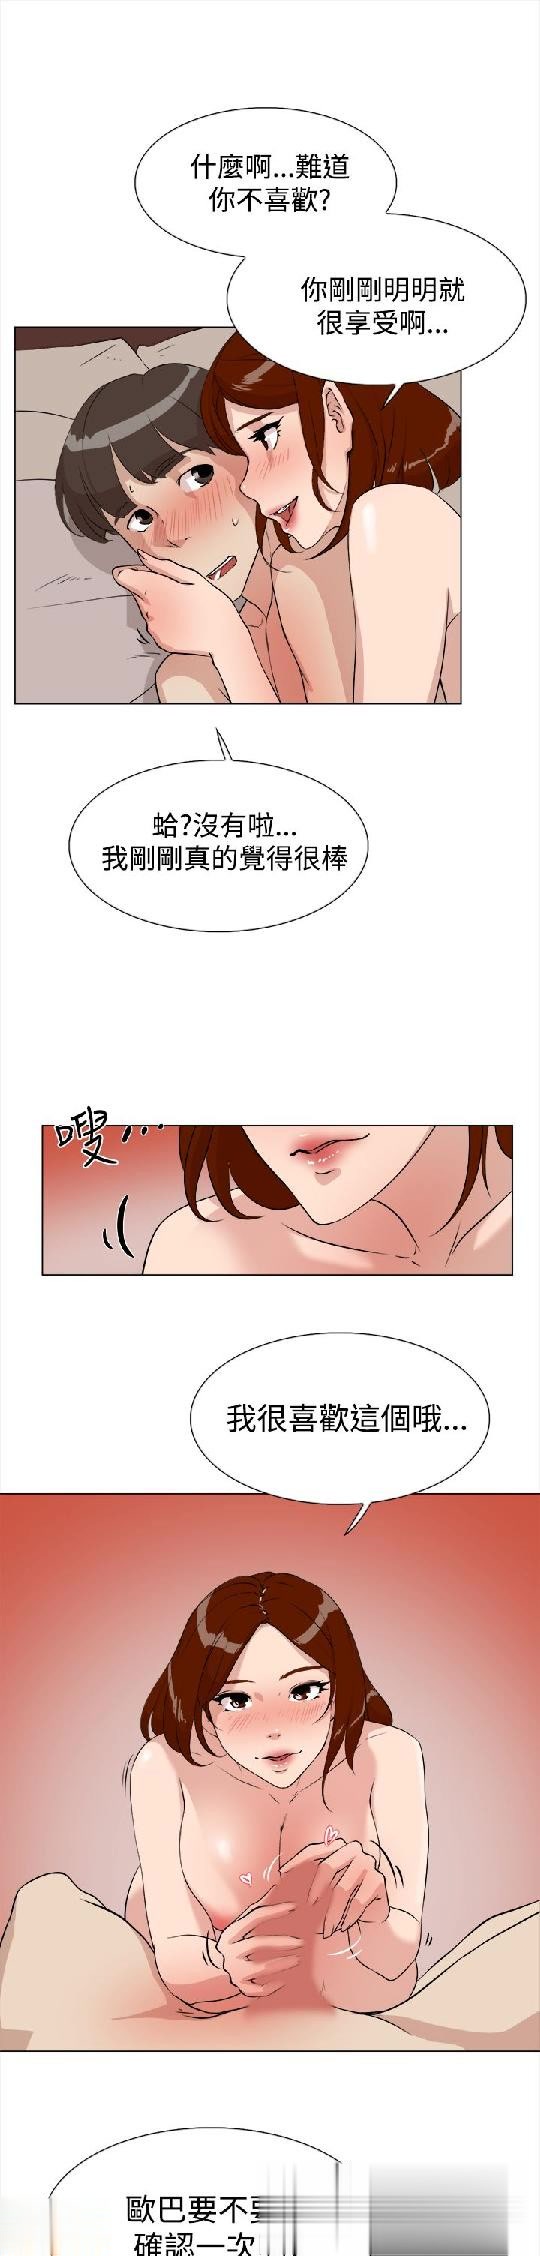 什麼啊...難道
你不喜歡?
你剛剛明明就
很享受啊...
蛤?沒有啦...
我剛剛真的覺得很棒
嗖...
我很喜歡這個哦...
歐巴要不要
確認一次